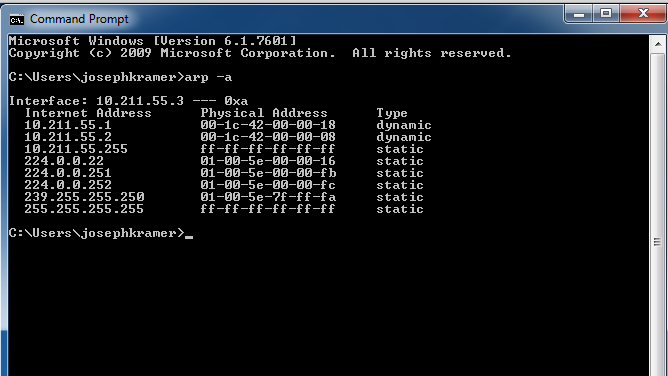 Command Prompt
Microsoft Windows [Version 6.1.7601]
Copyright (c) 2009 Microsoft Corporation.  All rights reserved.
C:\Users\josephkramer>arp -a
Interface: 10.211.55.3 --- 0xa
Internet Address      Physical Address      Type
10.211.55.1           00-1c-42-00-00-18     dynamic
10.211.55.2           00-1c-42-00-00-08     dynamic
10.211.55.255         ff-ff-ff-ff-ff-ff     static
224.0.0.22            01-00-5e-00-00-16     static
224.0.0.251           01-00-5e-00-00-fb     static
224.0.0.252           01-00-5e-00-00-fc     static
239.255.255.250       01-00-5e-7f-ff-fa     static
255.255.255.255       ff-ff-ff-ff-ff-ff     static
C:\Users\josephkramer>_